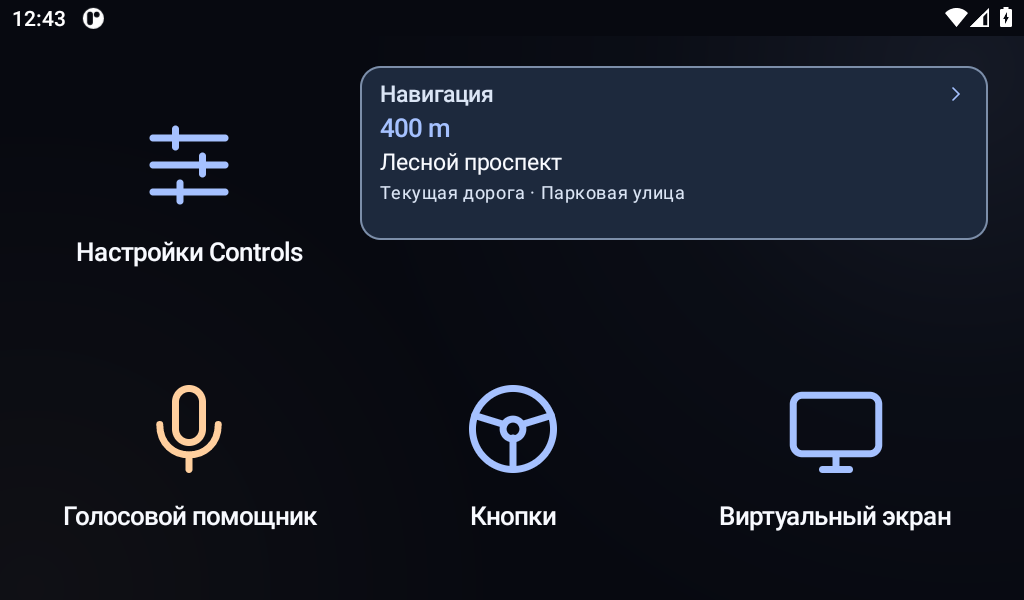 12:43
Навигация
400 m
Лесной проспект
Текущая дорога · Парковая улица
Настройки Controls
Голосовой помощник
Кнопки
Виртуальный экран